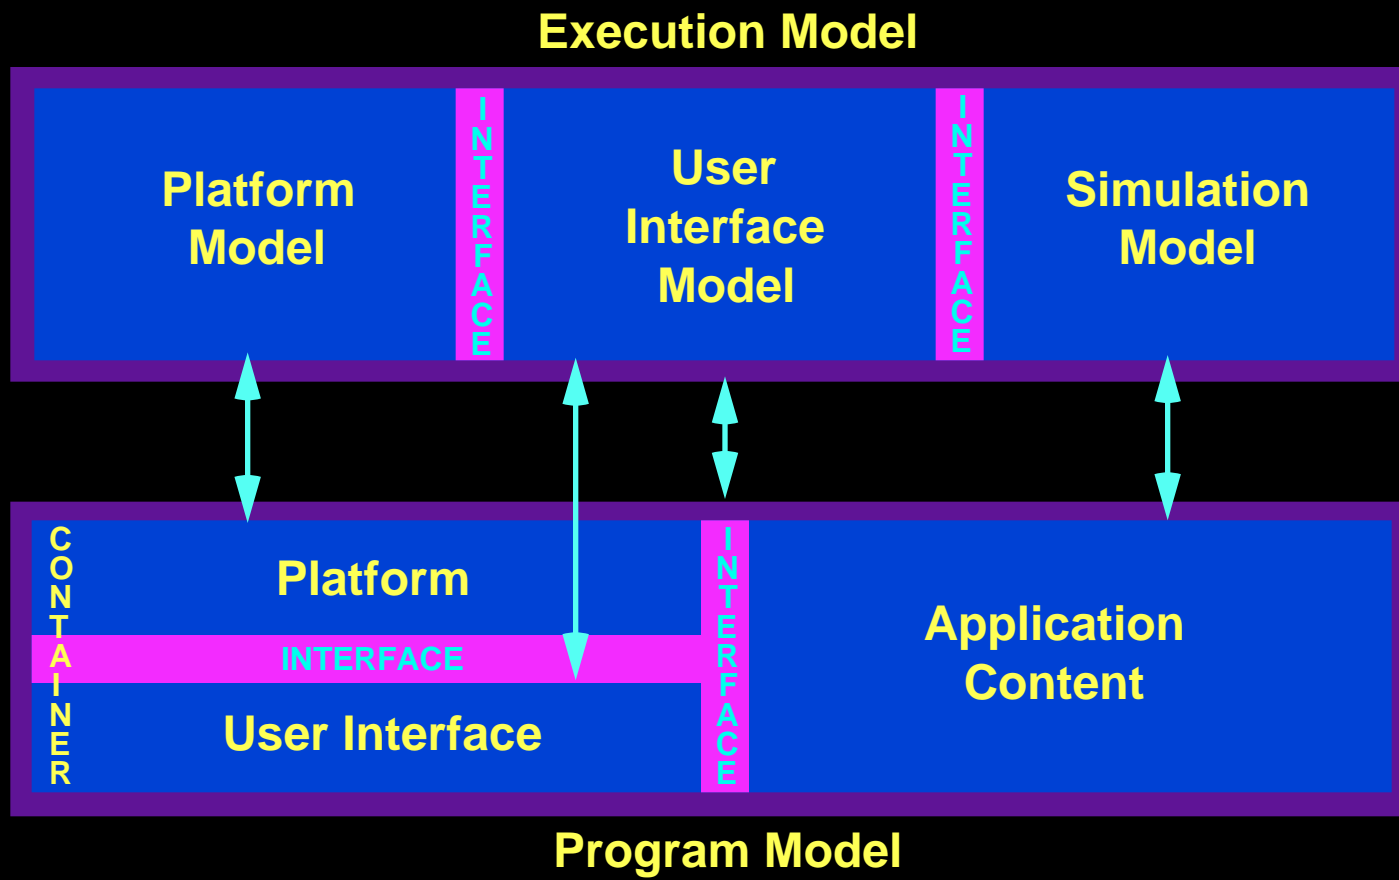 Execution Model
Platform
Model
INTERFACE
User
Interface
Model
INTERFACE
Simulation
Model
CONTAINER
Platform
INTERFACE
User Interface
INTERFACE
Application
Content
Program Model